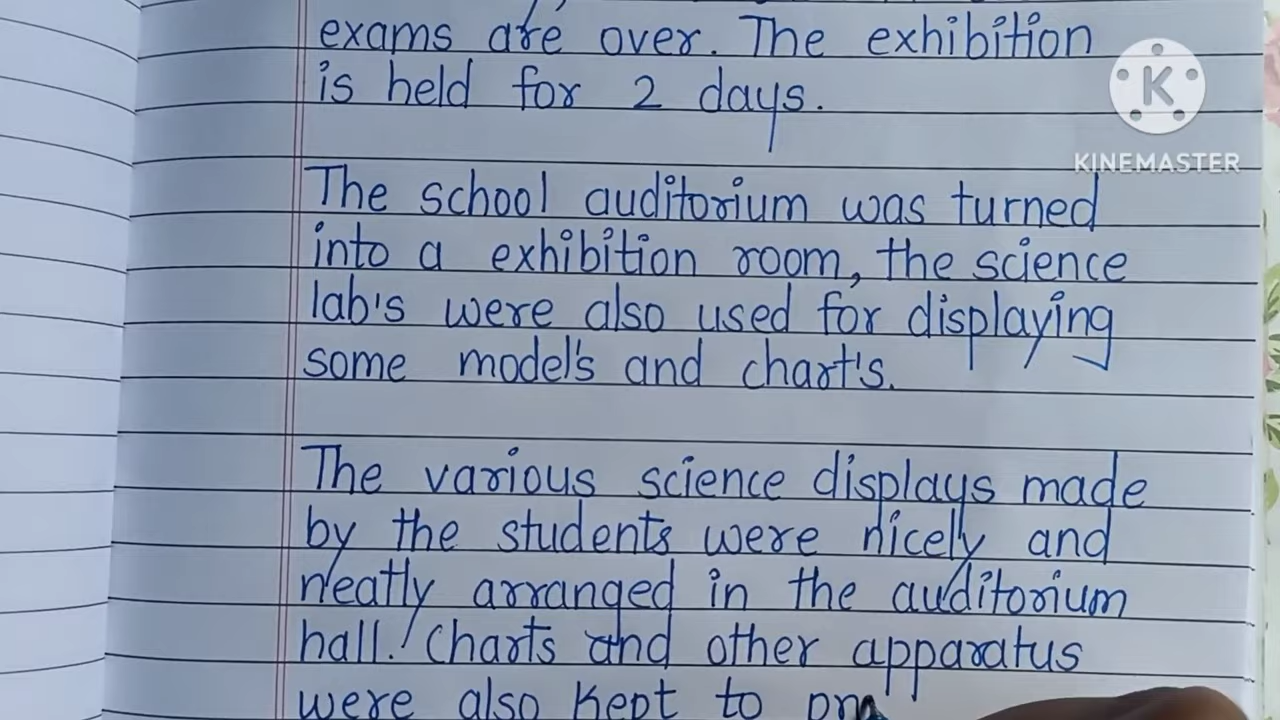 exams are over. The exhibition
is held for 2 days.
K
KINEMASTER
The school auditorium was turned
into a exhibition room, the science
lab's were also used for displaying
some model's and chart's.
The various science displays made
by the students were nicely and
neatly arranged in the auditorium
hall. Charts and other apparatus
were also kept to